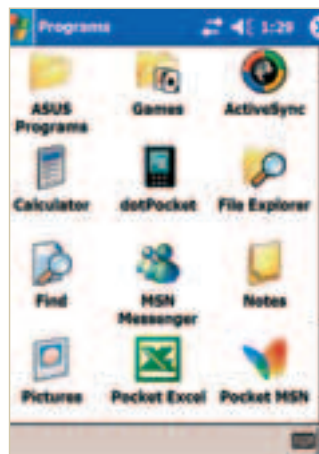 Programs 1:29
ASUS Programs Games ActiveSync
Calculator dotPocket File Explorer
Find MSN Messenger Notes
Pictures Pocket Excel Pocket MSN